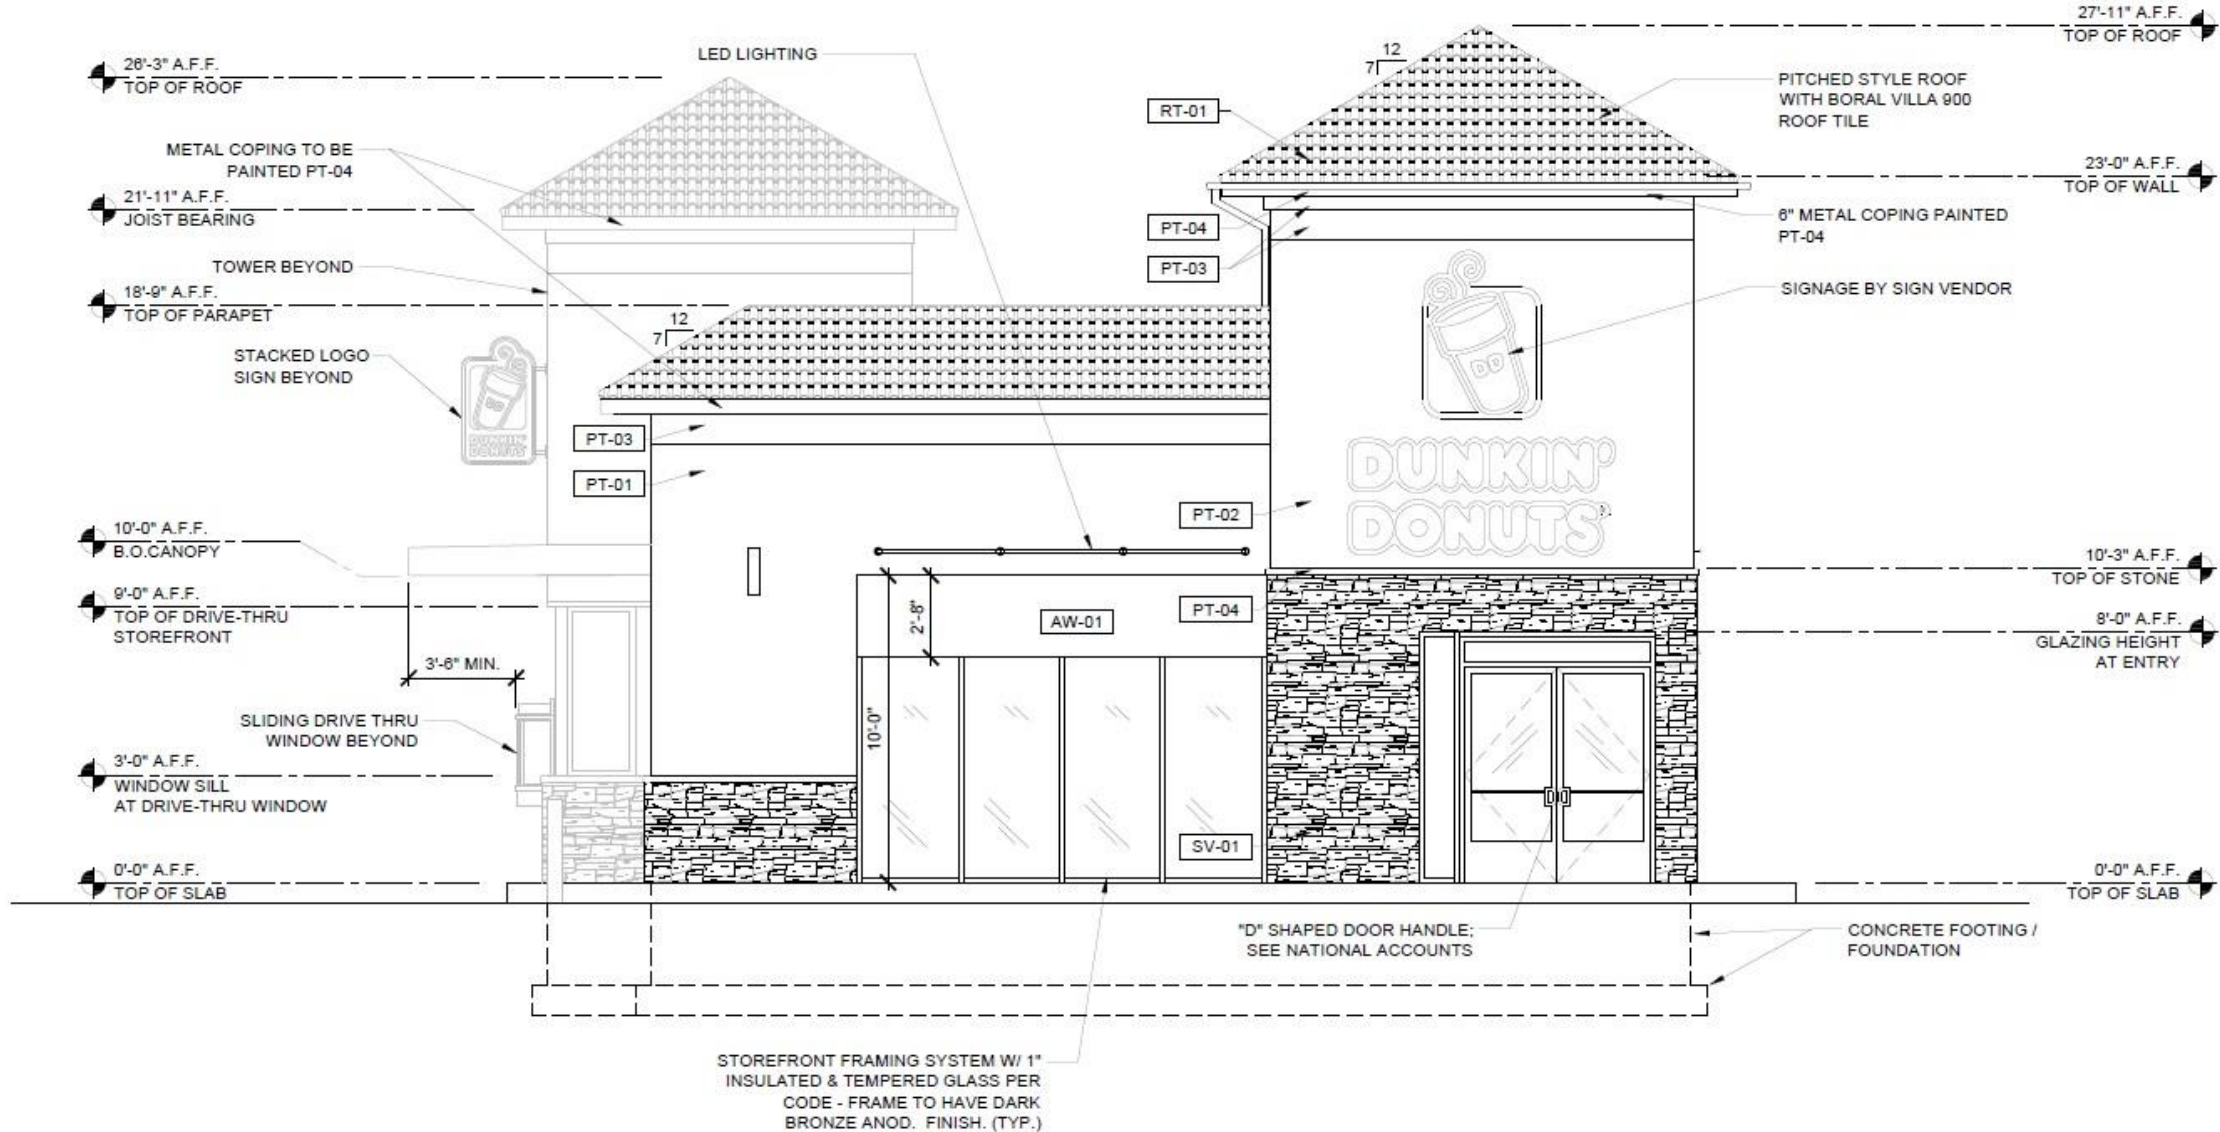 26'-3" A.F.F.
TOP OF ROOF
METAL COPING TO BE
PAINTED PT-04
21'-11" A.F.F.
JOIST BEARING
TOWER BEYOND
18'-9" A.F.F.
TOP OF PARAPET
STACKED LOGO
SIGN BEYOND
DD
DUNKIN'
DONUTS
10'-0" A.F.F.
B.O.CANOPY
9'-0" A.F.F.
TOP OF DRIVE-THRU
STOREFRONT
3'-6" MIN.
SLIDING DRIVE THRU
WINDOW BEYOND
3'-0" A.F.F.
WINDOW SILL
AT DRIVE-THRU WINDOW
0'-0" A.F.F.
TOP OF SLAB
LED LIGHTING
12
7
PT-03
PT-01
2'-8"
10'-0"
AW-01
12
7
RT-01
PT-04
PT-03
PT-02
PT-04
SV-01
DD
DUNKIN'
DONUTS
27'-11" A.F.F.
TOP OF ROOF
PITCHED STYLE ROOF
WITH BORAL VILLA 900
ROOF TILE
23'-0" A.F.F.
TOP OF WALL
6" METAL COPING PAINTED
PT-04
SIGNAGE BY SIGN VENDOR
10'-3" A.F.F.
TOP OF STONE
8'-0" A.F.F.
GLAZING HEIGHT
AT ENTRY
0'-0" A.F.F.
TOP OF SLAB
"D" SHAPED DOOR HANDLE;
SEE NATIONAL ACCOUNTS
CONCRETE FOOTING /
FOUNDATION
STOREFRONT FRAMING SYSTEM W/ 1"
INSULATED & TEMPERED GLASS PER
CODE - FRAME TO HAVE DARK
BRONZE ANOD. FINISH. (TYP.)